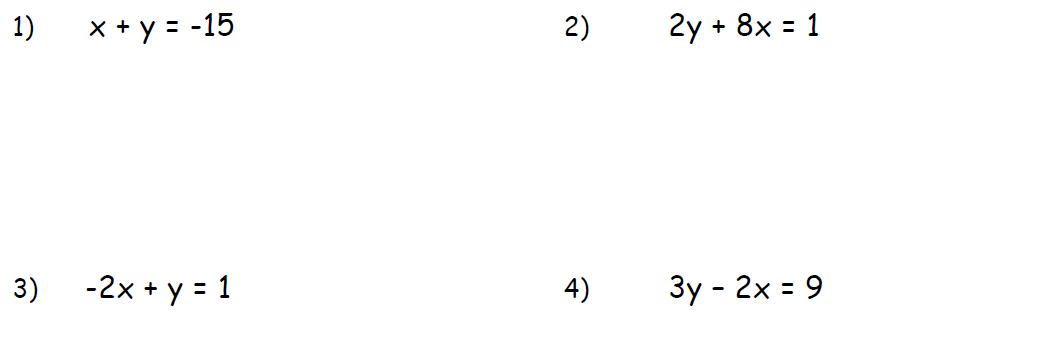 1) x + y = -15
2) 2y + 8x = 1
3) -2x + y = 1
4) 3y – 2x = 9